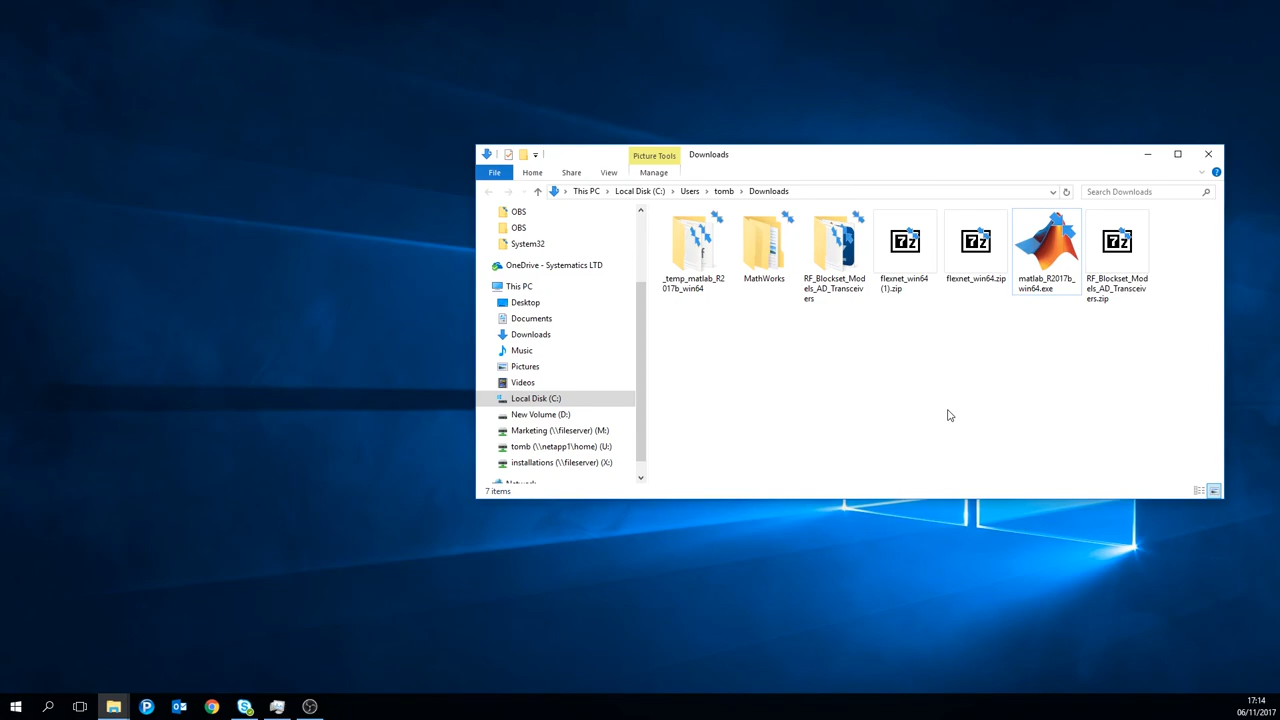 Picture Tools
Downloads
File
Home
Share
View
Manage
This PC
Local Disk (C:)
Users
tomb
Downloads
Search Downloads
OBS
OBS
System32
OneDrive - Systematics LTD
This PC
Desktop
Documents
Downloads
Music
Pictures
Videos
Local Disk (C:)
New Volume (D:)
Marketing (\\fileserver) (M:)
tomb (\\netapp1\home) (U:)
installations (\\fileserver) (X:)
Network
_temp_matlab_R2
017b_win64
MathWorks
RF_Blockset_Mod
els_AD_Transceiv
ers
7z
flexnet_win64
(1).zip
7z
flexnet_win64.zip
matlab_R2017b_
win64.exe
7z
RF_Blockset_Mod
els_AD_Transceiv
ers.zip
7 items
17:14
06/11/2017